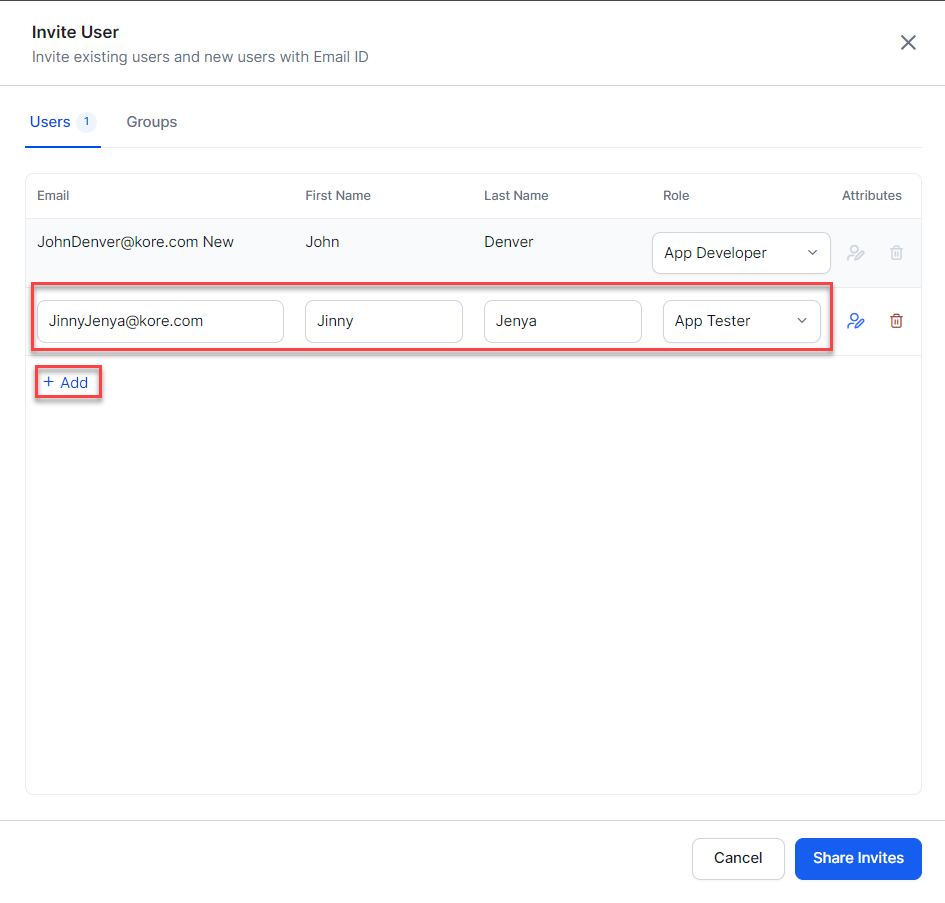 Invite User
Invite existing users and new users with Email ID
Users 1 Groups
Email First Name Last Name Role Attributes
JohnDenver@kore.com New John Denver App Developer
JinnyJenya@kore.com Jinny Jenya App Tester
+ Add
Cancel Share Invites